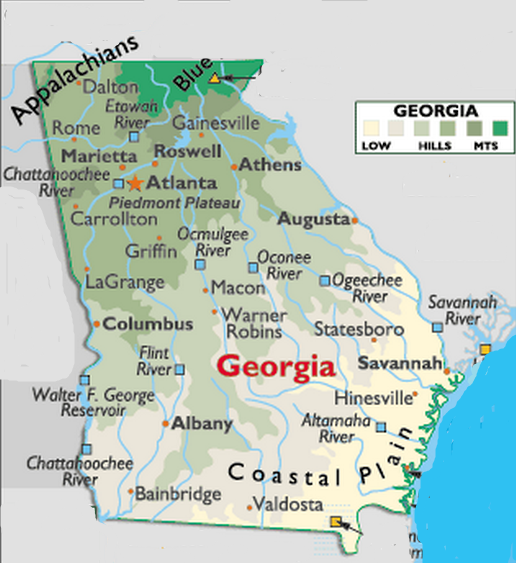 Appalachians
Blue
Dalton
Etowah
River
Gainesville
Rome
Marietta
Roswell
Athens
Chattanoochee
River
Atlanta
Piedmont Plateau
Carrollton
Augusta
Griffin
Ocmulgee
River
Oconee
River
LaGrange
Macon
Ogeechee
River
GEORGIA
LOW HILLS MTS
Columbus
Warner
Robins
Statesboro
Savannah
River
Flint
River
Georgia
Savannah
Walter F. George
Reservoir
Hinesville
Albany
Altamaha
River
Chattahoochee
River
Coastal Plain
Bainbridge
Valdosta